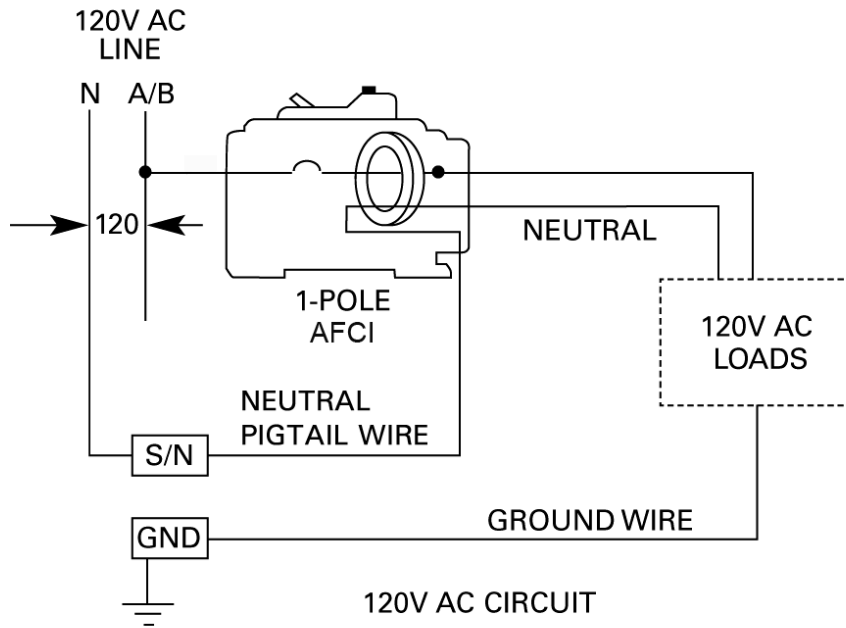 120V AC
LINE
N A/B
120
NEUTRAL
1-POLE
AFCI
120V AC
LOADS
NEUTRAL
PIGTAIL WIRE
S/N
GROUND WIRE
GND
120V AC CIRCUIT